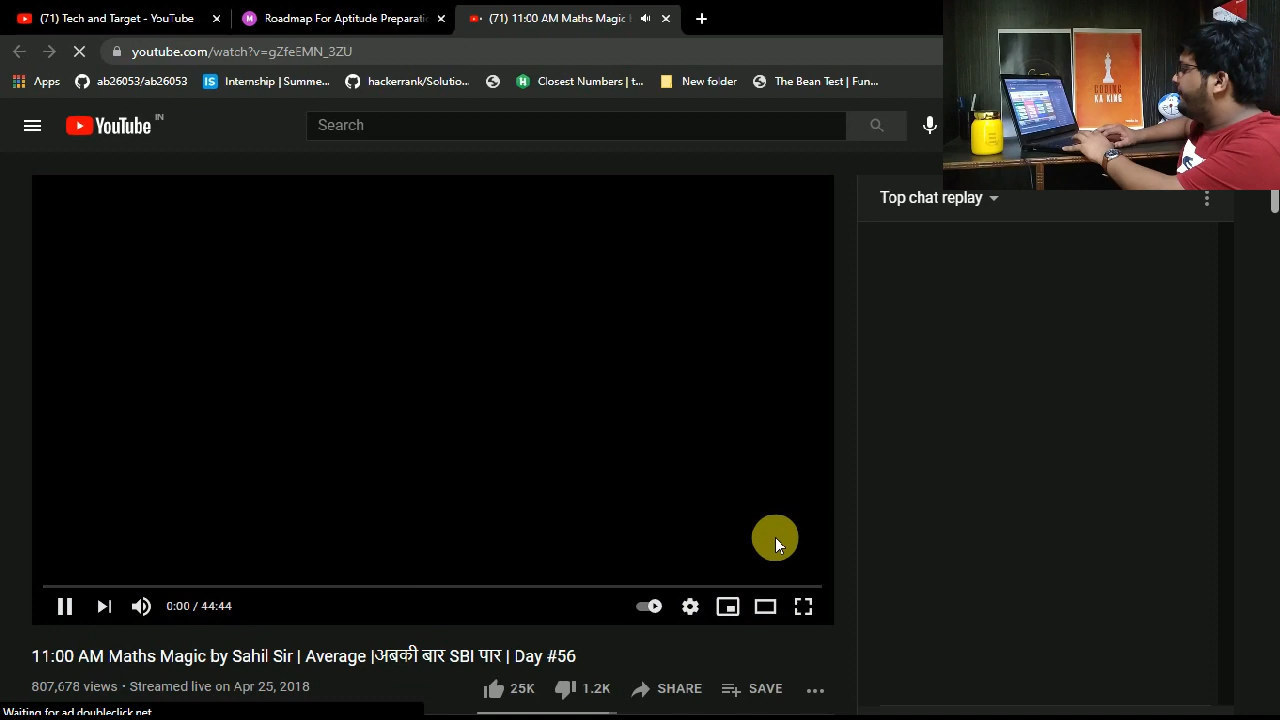 (71) Tech and Target - YouTube
Roadmap For Aptitude Preparatio
(71) 11:00 AM Maths Magic
youtube.com/watch?v=gZfeEMN_3ZU
Apps
ab26053/ab26053
IS Internship | Summe...
hackerrank/Solutio...
Closest Numbers | t...
New folder
The Bean Test | Fun...
YouTube IN
Search
CODING
KA KING
Top chat replay
0:00 / 44:44
11:00 AM Maths Magic by Sahil Sir | Average |अबकी बार SBI पार | Day #56
807,678 views • Streamed live on Apr 25, 2018
25K
1.2K
SHARE
SAVE
Waiting for ad.doubleclick.net